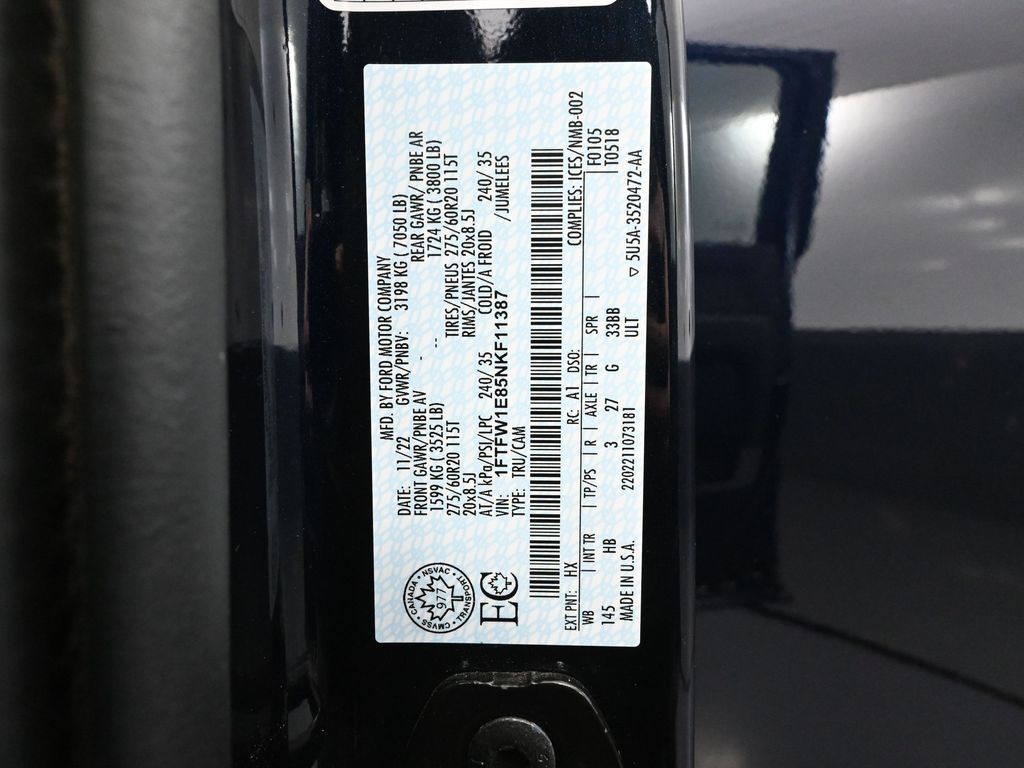 MFD. BY FORD MOTOR COMPANY
DATE: 11/22 GVWR/PNBV: 3198 KG ( 7050 LB)
FRONT GAWR/PNBE AV - REAR GAWR/ PNBE AR
1599 KG ( 3525 LB) -- 1724 KG ( 3800 LB)
275/60R20 115T TIRES/PNEUS 275/60R20 115T
20x8.5J RIMS/JANTES 20x8.5J
AT/A kPa/PSI/LPC 240/ 35 COLD/A FROID 240/ 35
VIN: 1FTFW1E85NKF11387 /JUMELEES
TYPE: TRU/CAM
CANADA • NSVAC • TRANSPORT • CMVSS •
977
EC
EXT PNT: HX RC: A1 DSO: COMPLIES: ICES/NMB-002
WB | INT TR | TP/PS | R | AXLE | TR | SPR | F0105
145 HB 3 27 G 33BB T0518
MADE IN U.S.A. 2202211073181 ULT ▽ 5U5A-3520472-AA